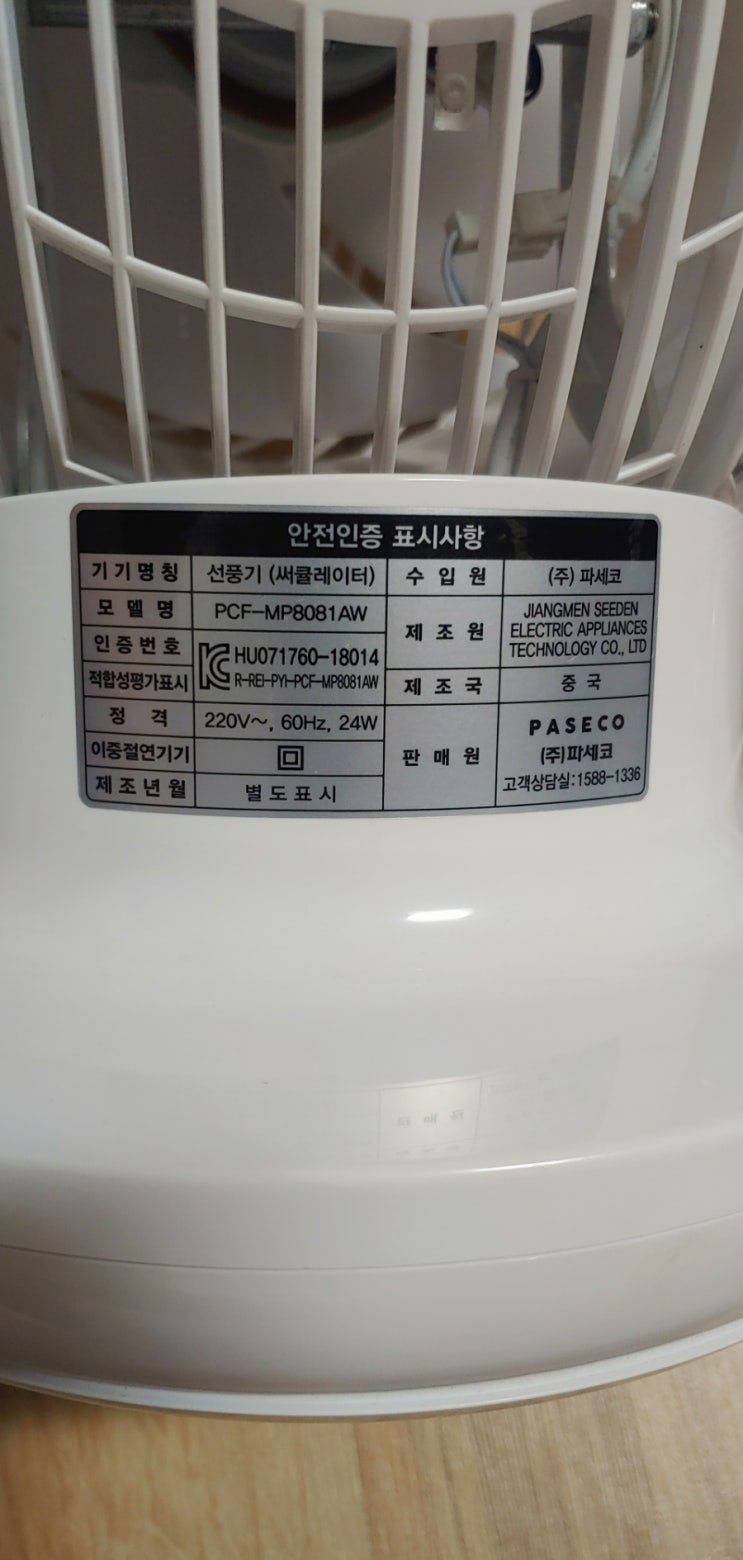 안전인증 표시사항
기기명칭 선풍기 (써큘레이터) 수입원 (주) 파세코
모델명 PCF-MP8081AW 제조원 JIANGMEN SEEDEN ELECTRIC APPLIANCES TECHNOLOGY CO., LTD
인증번호 HU071760-18014
적합성평가표시 R-REI-PYI-PCF-MP8081AW 제조국 중국
정격 220V~, 60Hz, 24W 판매원 PASECO
이중절연기기 (주)파세코
제조년월 별도표시 고객상담실:1588-1336